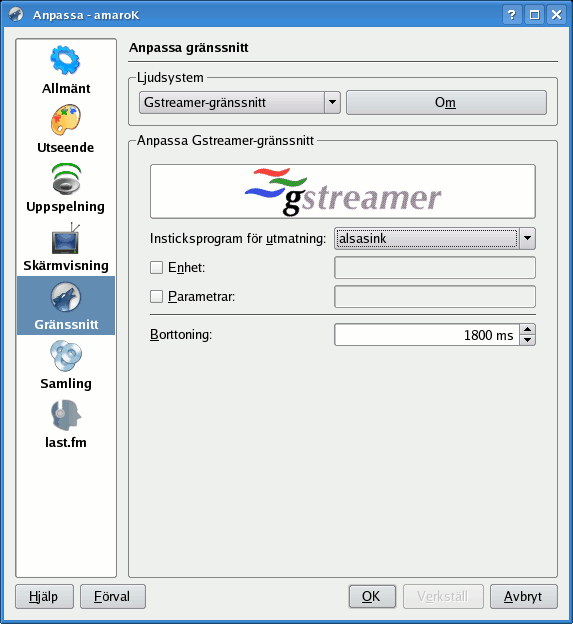 Anpassa - amaroK
Allmänt
Utseende
Uppspelning
Skärmvisning
Gränssnitt
Samling
last.fm
Anpassa gränssnitt
Ljudsystem
Gstreamer-gränssnitt
Om
Anpassa Gstreamer-gränssnitt
gstreamer
Insticksprogram för utmatning: alsasink
Enhet:
Parametrar:
Borttoning: 1800 ms
Hjälp Förval OK Verkställ Avbryt